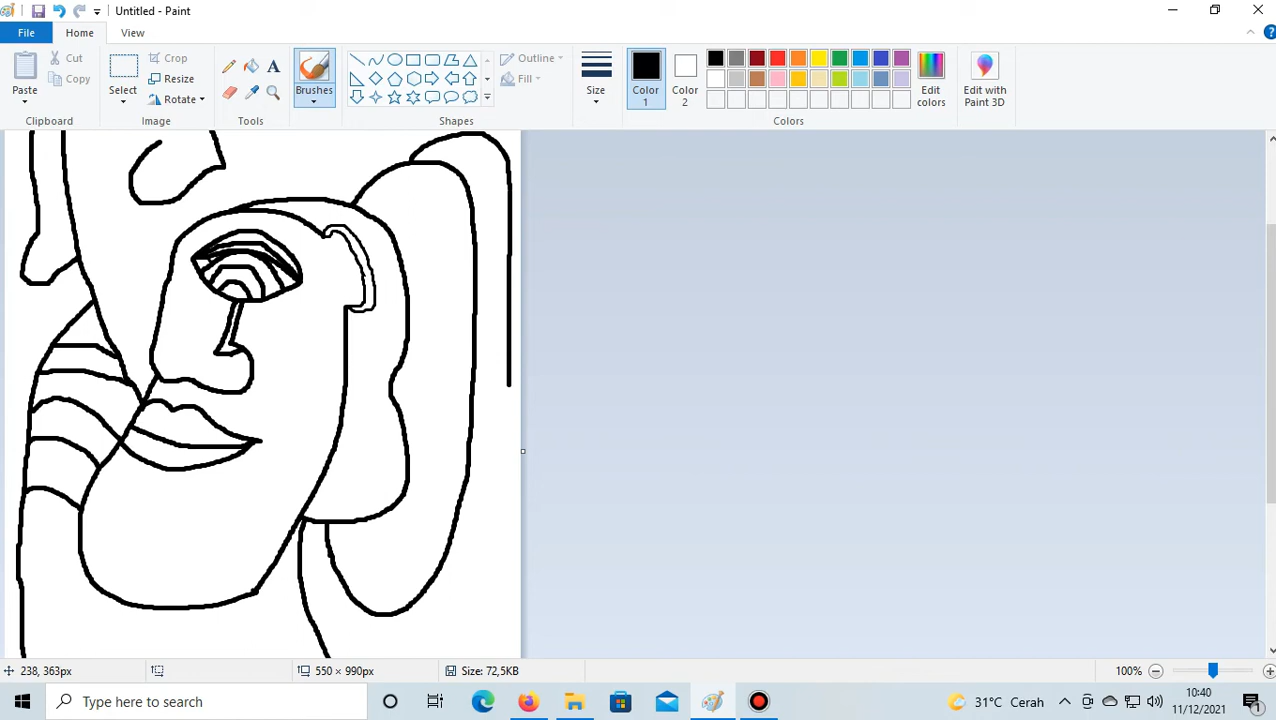 Untitled - Paint
File
Home
View
Paste
Cut
Copy
Clipboard
Select
Crop
Resize
Rotate
Image
A
Tools
Brushes
Outline
Fill
Shapes
Size
Color
1
Color
2
Edit
colors
Edit with
Paint 3D
Colors
238, 363px
550 × 990px
Size: 72,5KB
100%
Type here to search
31°C Cerah
10:40
11/12/2021
1